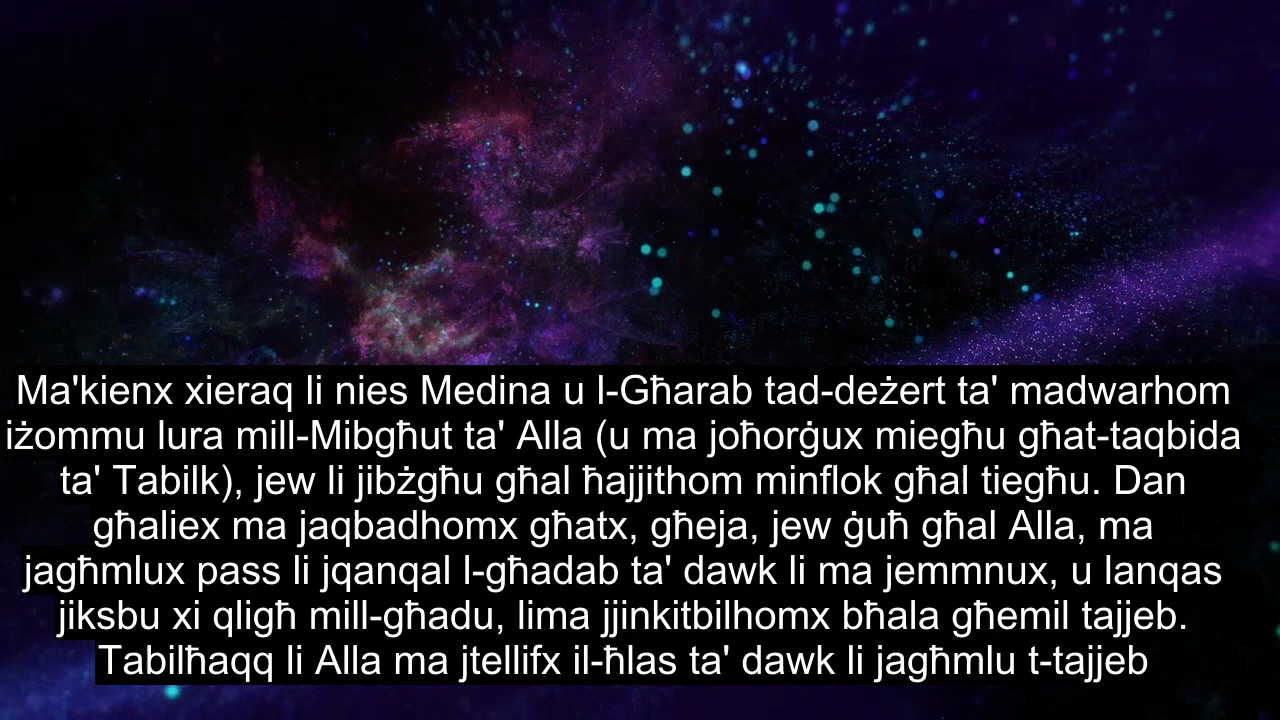 Ma'kienx xieraq li nies Medina u l-Għarab tad-deżert ta' madwarhom
iżommu lura mill-Mibgħut ta' Alla (u ma joħorġux miegħu għat-taqbida
ta' Tabilk), jew li jibżgħu għal ħajjithom minflok għal tiegħu. Dan
għaliex ma jaqbadhomx għatx, għeja, jew ġuħ għal Alla, ma
jagħmlux pass li jqanqal l-għadab ta' dawk li ma jemmnux, u lanqas
jiksbu xi qligħ mill-għadu, lima jjinkitbilhomx bħala għemil tajjeb.
Tabilħaqq li Alla ma jtellifx il-ħlas ta' dawk li jagħmlu t-tajjeb